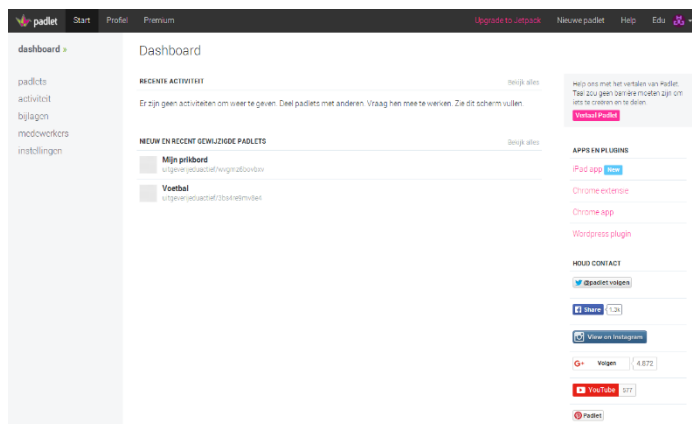 padlet Start Profiel Premium Upgrade to Jetpack Nieuwe padlet Help Edu
dashboard »
padlets
activiteit
bijlagen
medewerkers
instellingen
Dashboard
RECENTE ACTIVITEIT Bekijk alles
Er zijn geen activiteiten om weer te geven. Deel padlets met anderen. Vraag hen mee te werken. Zie dit scherm vullen.
NIEUW EN RECENT GEWIJZIGDE PADLETS Bekijk alles
Mijn prikbord
Voetbal
Help ons met het vertalen van Padlet.
Taal zou geen barrière moeten zijn om
iets te creëren en te delen.
Vertaal Padlet
APPS EN PLUGINS
iPad app New
Chrome extensie
Chrome app
Wordpress plugin
HOUD CONTACT
@padlet volgen
Share 1.3k
View on Instagram
G+ Volgen 4.872
YouTube 577
Padlet